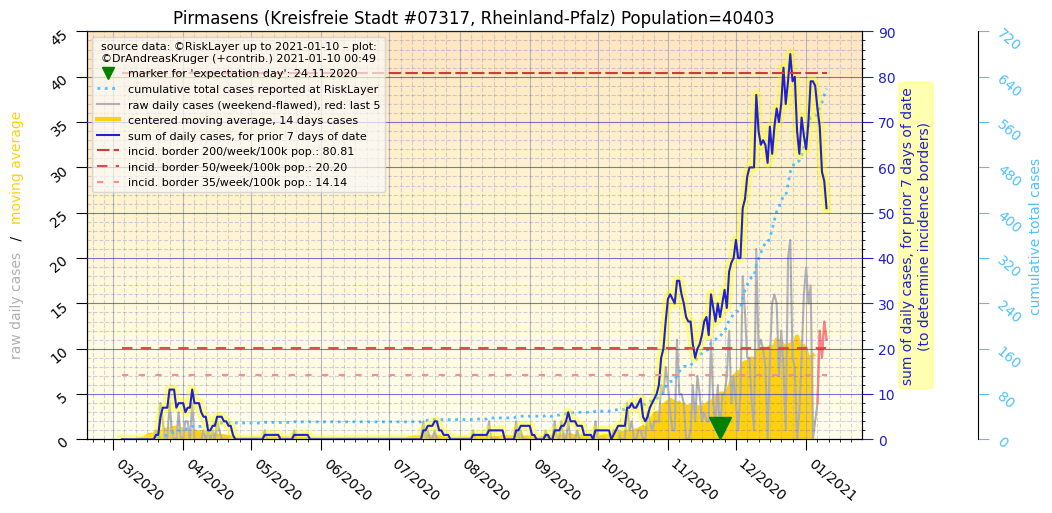 Pirmasens (Kreisfreie Stadt #07317, Rheinland-Pfalz) Population=40403
source data: ©RiskLayer up to 2021-01-10 – plot:
©DrAndreasKruger (+contrib.) 2021-01-10 00:49
marker for 'expectation day': 24.11.2020
cumulative total cases reported at RiskLayer
raw daily cases (weekend-flawed), red: last 5
centered moving average, 14 days cases
sum of daily cases, for prior 7 days of date
incid. border 200/week/100k pop.: 80.81
incid. border 50/week/100k pop.: 20.20
incid. border 35/week/100k pop.: 14.14
raw daily cases / moving average
45
40
35
30
25
20
15
10
5
0
03/2020
04/2020
05/2020
06/2020
07/2020
08/2020
09/2020
10/2020
11/2020
12/2020
01/2021
90
80
70
60
50
40
30
20
10
0
sum of daily cases, for prior 7 days of date
(to determine incidence borders)
720
640
560
480
400
320
240
160
80
0
cumulative total cases